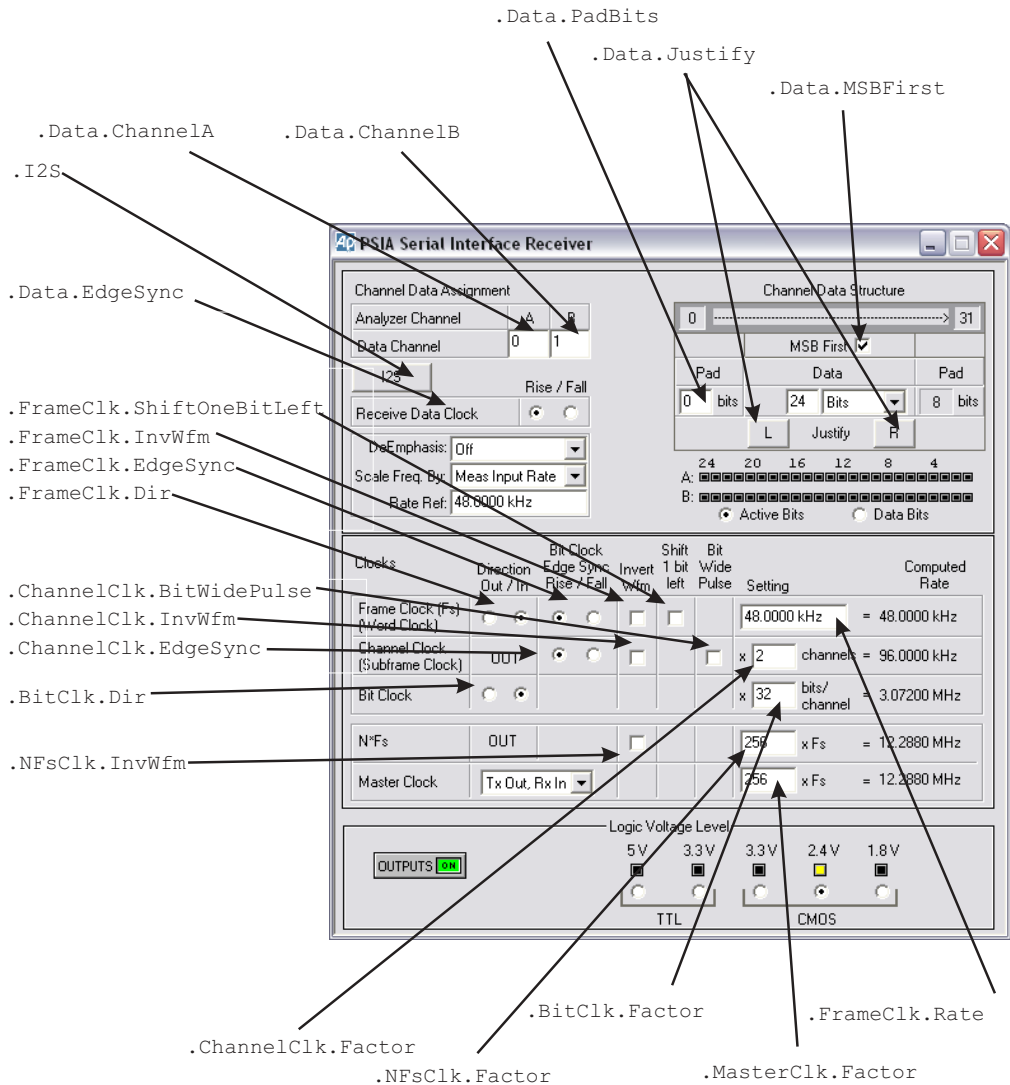 .Data.PadBits
.Data.Justify
.Data.MSBFirst
.Data.ChannelA
.Data.ChannelB
.I2S
.Data.EdgeSync
.FrameClk.ShiftOneBitLeft
.FrameClk.InvWfm
.FrameClk.EdgeSync
.FrameClk.Dir
.ChannelClk.BitWidePulse
.ChannelClk.InvWfm
.ChannelClk.EdgeSync
.BitClk.Dir
.NFsClk.InvWfm
AP PSIA Serial Interface Receiver
Channel Data Assignment
Analyzer Channel A B
Data Channel 0 1
I2S
Rise / Fall
Receive Data Clock
DeEmphasis: Off
Scale Freq. By: Meas Input Rate
Rate Ref: 48.0000 kHz
Channel Data Structure
0 31
MSB First
Pad Data Pad
0 bits 24 Bits 8 bits
L Justify R
24 20 16 12 8 4
A:
B:
Active Bits Data Bits
Clocks
Direction
Out / In
Bit Clock
Edge Sync
Rise / Fall
Invert
Wfm
Shift
1 bit
left
Bit
Wide
Pulse
Setting
Computed
Rate
Frame Clock (Fs)
(Word Clock)
48.0000 kHz = 48.0000 kHz
Channel Clock
(Subframe Clock)
OUT
x 2 channels = 96.0000 kHz
Bit Clock
x 32 bits/
channel = 3.07200 MHz
N*Fs OUT 256 x Fs = 12.2880 MHz
Master Clock Tx Out, Rx In 256 x Fs = 12.2880 MHz
Logic Voltage Level
OUTPUTS ON
5 V 3.3 V 3.3 V 2.4 V 1.8 V
TTL CMOS
.BitClk.Factor
.FrameClk.Rate
.ChannelClk.Factor
.NFsClk.Factor
.MasterClk.Factor